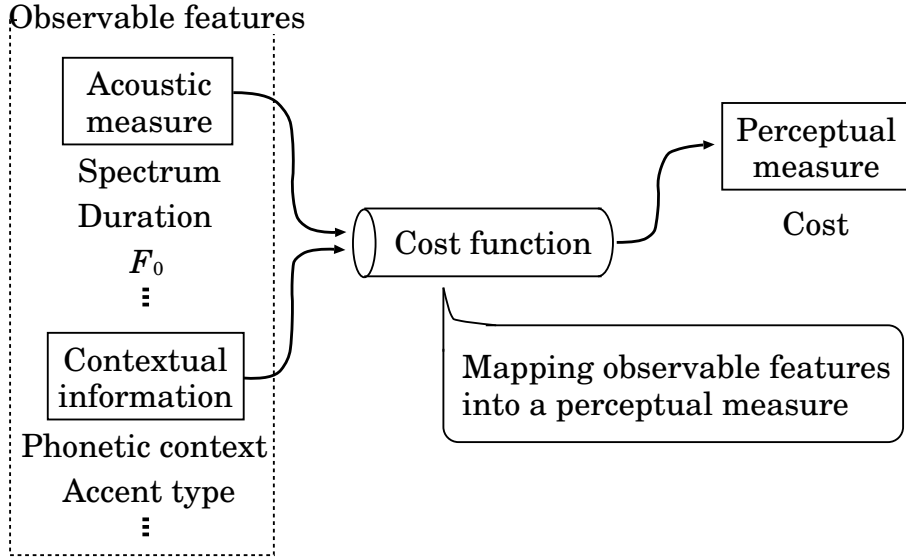 Observable features
Acoustic
measure
Spectrum
Duration
F₀
Contextual
information
Phonetic context
Accent type
Cost function
Mapping observable features
into a perceptual measure
Perceptual
measure
Cost